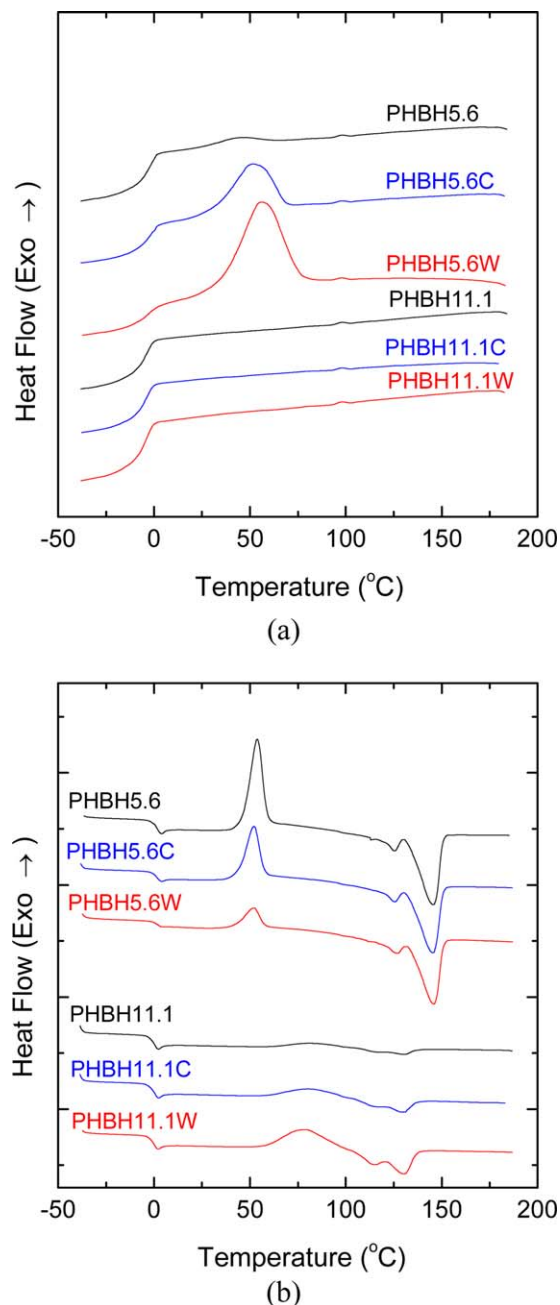 PHBH5.6
PHBH5.6C
PHBH5.6W
PHBH11.1
PHBH11.1C
PHBH11.1W
Heat Flow (Exo →)
-50 0 50 100 150 200
Temperature (°C)
(a)
PHBH5.6
PHBH5.6C
PHBH5.6W
PHBH11.1
PHBH11.1C
PHBH11.1W
Heat Flow (Exo →)
-50 0 50 100 150 200
Temperature (°C)
(b)